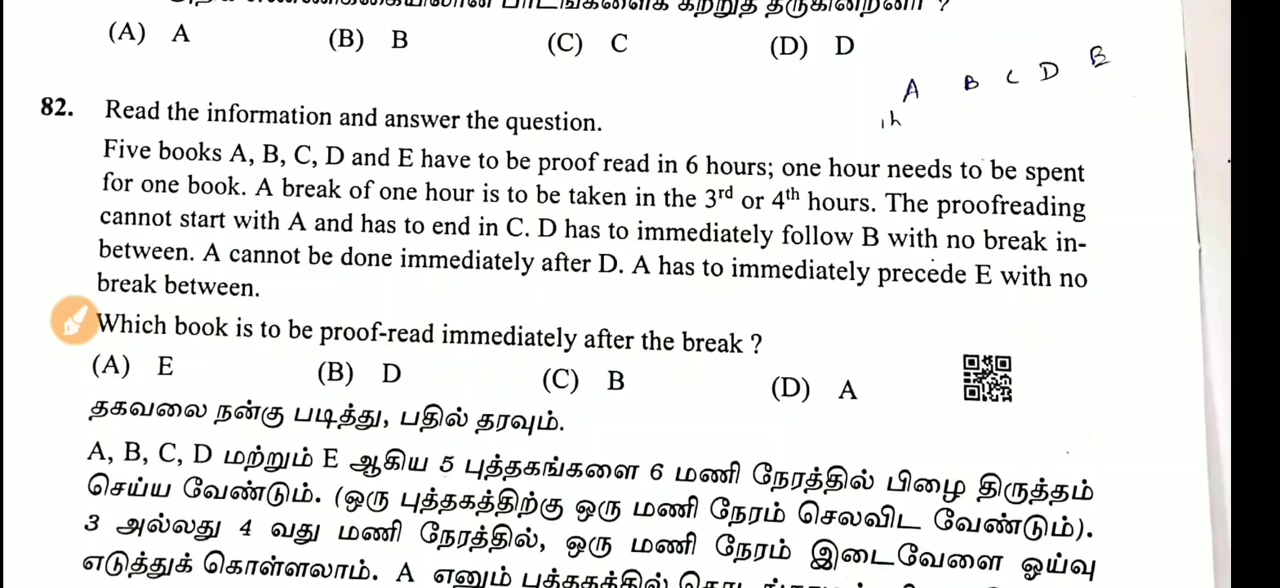 (A) A (B) B (C) C (D) D
A B C D E
1h
82. Read the information and answer the question.
Five books A, B, C, D and E have to be proof read in 6 hours; one hour needs to be spent
for one book. A break of one hour is to be taken in the 3rd or 4th hours. The proofreading
cannot start with A and has to end in C. D has to immediately follow B with no break in-
between. A cannot be done immediately after D. A has to immediately precede E with no
break between.
Which book is to be proof-read immediately after the break ?
(A) E (B) D (C) B (D) A
தகவலை நன்கு படித்து, பதில் தரவும்.
A, B, C, D மற்றும் E ஆகிய 5 புத்தகங்களை 6 மணி நேரத்தில் பிழை திருத்தம்
செய்ய வேண்டும். (ஒரு புத்தகத்திற்கு ஒரு மணி நேரம் செலவிட வேண்டும்).
3 அல்லது 4 வது மணி நேரத்தில், ஒரு மணி நேரம் இடைவேளை ஓய்வு
எடுத்துக் கொள்ளலாம். A எனும்